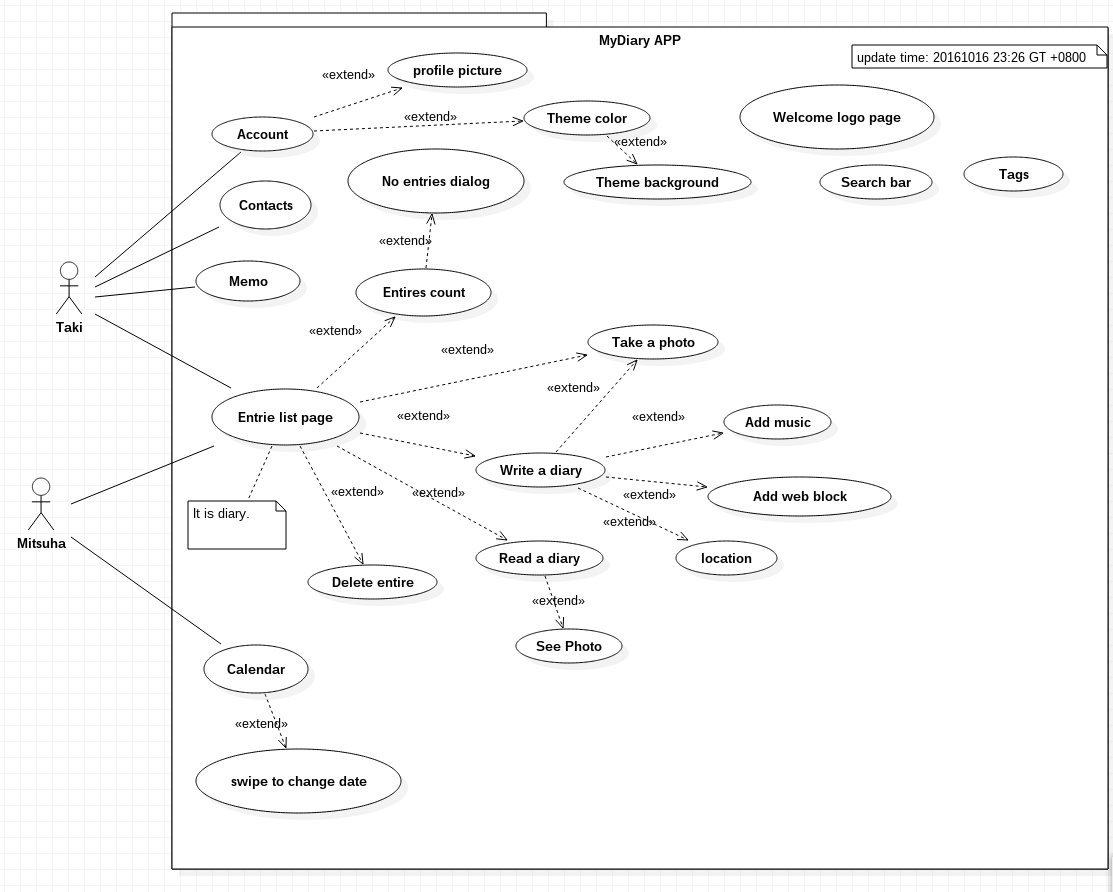 MyDiary APP
update time: 20161016 23:26 GT +0800
profile picture
«extend»
Account
«extend»
Theme color
Welcome logo page
«extend»
No entries dialog
Theme background
Search bar
Tags
Contacts
«extend»
Memo
Entires count
Taki
«extend»
Take a photo
«extend»
«extend»
Entrie list page
«extend»
«extend»
Add music
Write a diary
«extend»
«extend»
«extend»
Add web block
It is diary.
«extend»
Mitsuha
Read a diary
location
Delete entire
«extend»
See Photo
Calendar
«extend»
swipe to change date